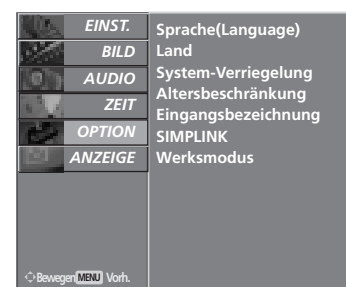 EINST.
BILD
AUDIO
ZEIT
OPTION
ANZEIGE
Sprache(Language)
Land
System-Verriegelung
Altersbeschränkung
Eingangsbezeichnung
SIMPLINK
Werksmodus
Bewegen MENU Vorh.